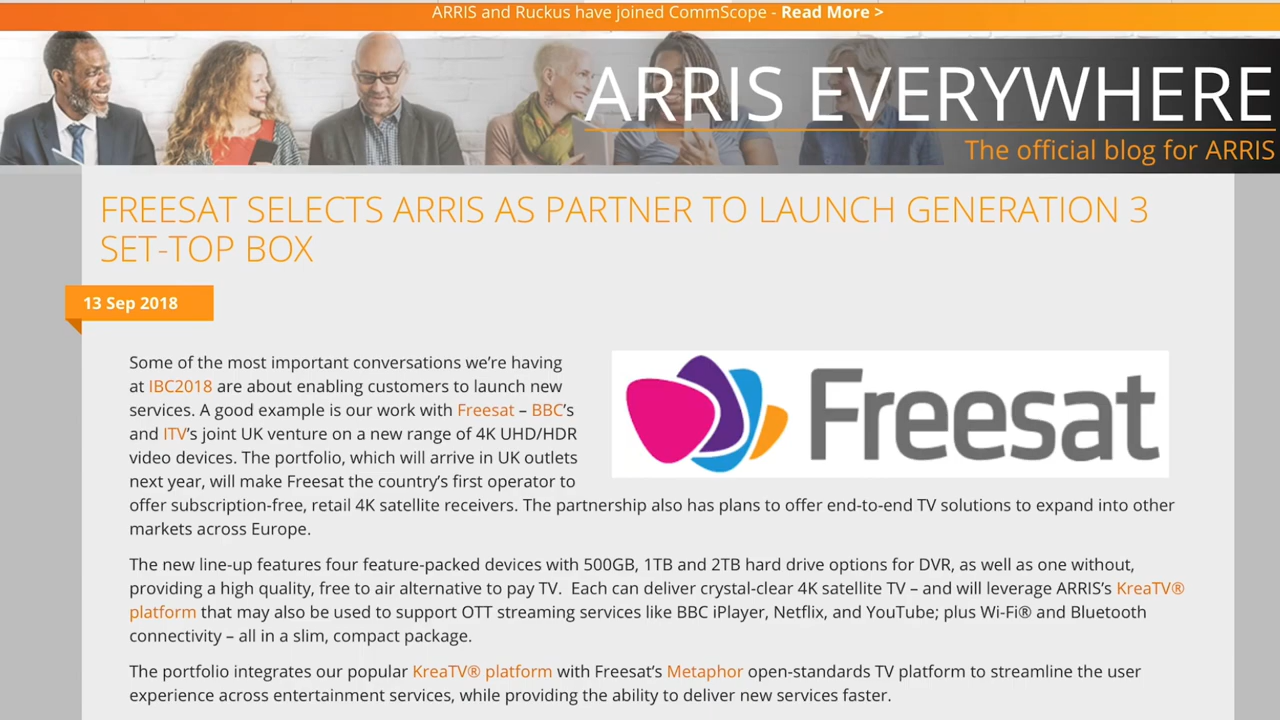 ARRIS and Ruckus have joined CommScope - Read More >
ARRIS EVERYWHERE
The official blog for ARRIS
FREESAT SELECTS ARRIS AS PARTNER TO LAUNCH GENERATION 3
SET-TOP BOX
13 Sep 2018
Some of the most important conversations we’re having
at IBC2018 are about enabling customers to launch new
services. A good example is our work with Freesat – BBC’s
and ITV’s joint UK venture on a new range of 4K UHD/HDR
video devices. The portfolio, which will arrive in UK outlets
next year, will make Freesat the country’s first operator to
offer subscription-free, retail 4K satellite receivers. The partnership also has plans to offer end-to-end TV solutions to expand into other
markets across Europe.
Freesat
The new line-up features four feature-packed devices with 500GB, 1TB and 2TB hard drive options for DVR, as well as one without,
providing a high quality, free to air alternative to pay TV.  Each can deliver crystal-clear 4K satellite TV – and will leverage ARRIS’s KreaTV®
platform that may also be used to support OTT streaming services like BBC iPlayer, Netflix, and YouTube; plus Wi-Fi® and Bluetooth
connectivity – all in a slim, compact package.
The portfolio integrates our popular KreaTV® platform with Freesat’s Metaphor open-standards TV platform to streamline the user
experience across entertainment services, while providing the ability to deliver new services faster.